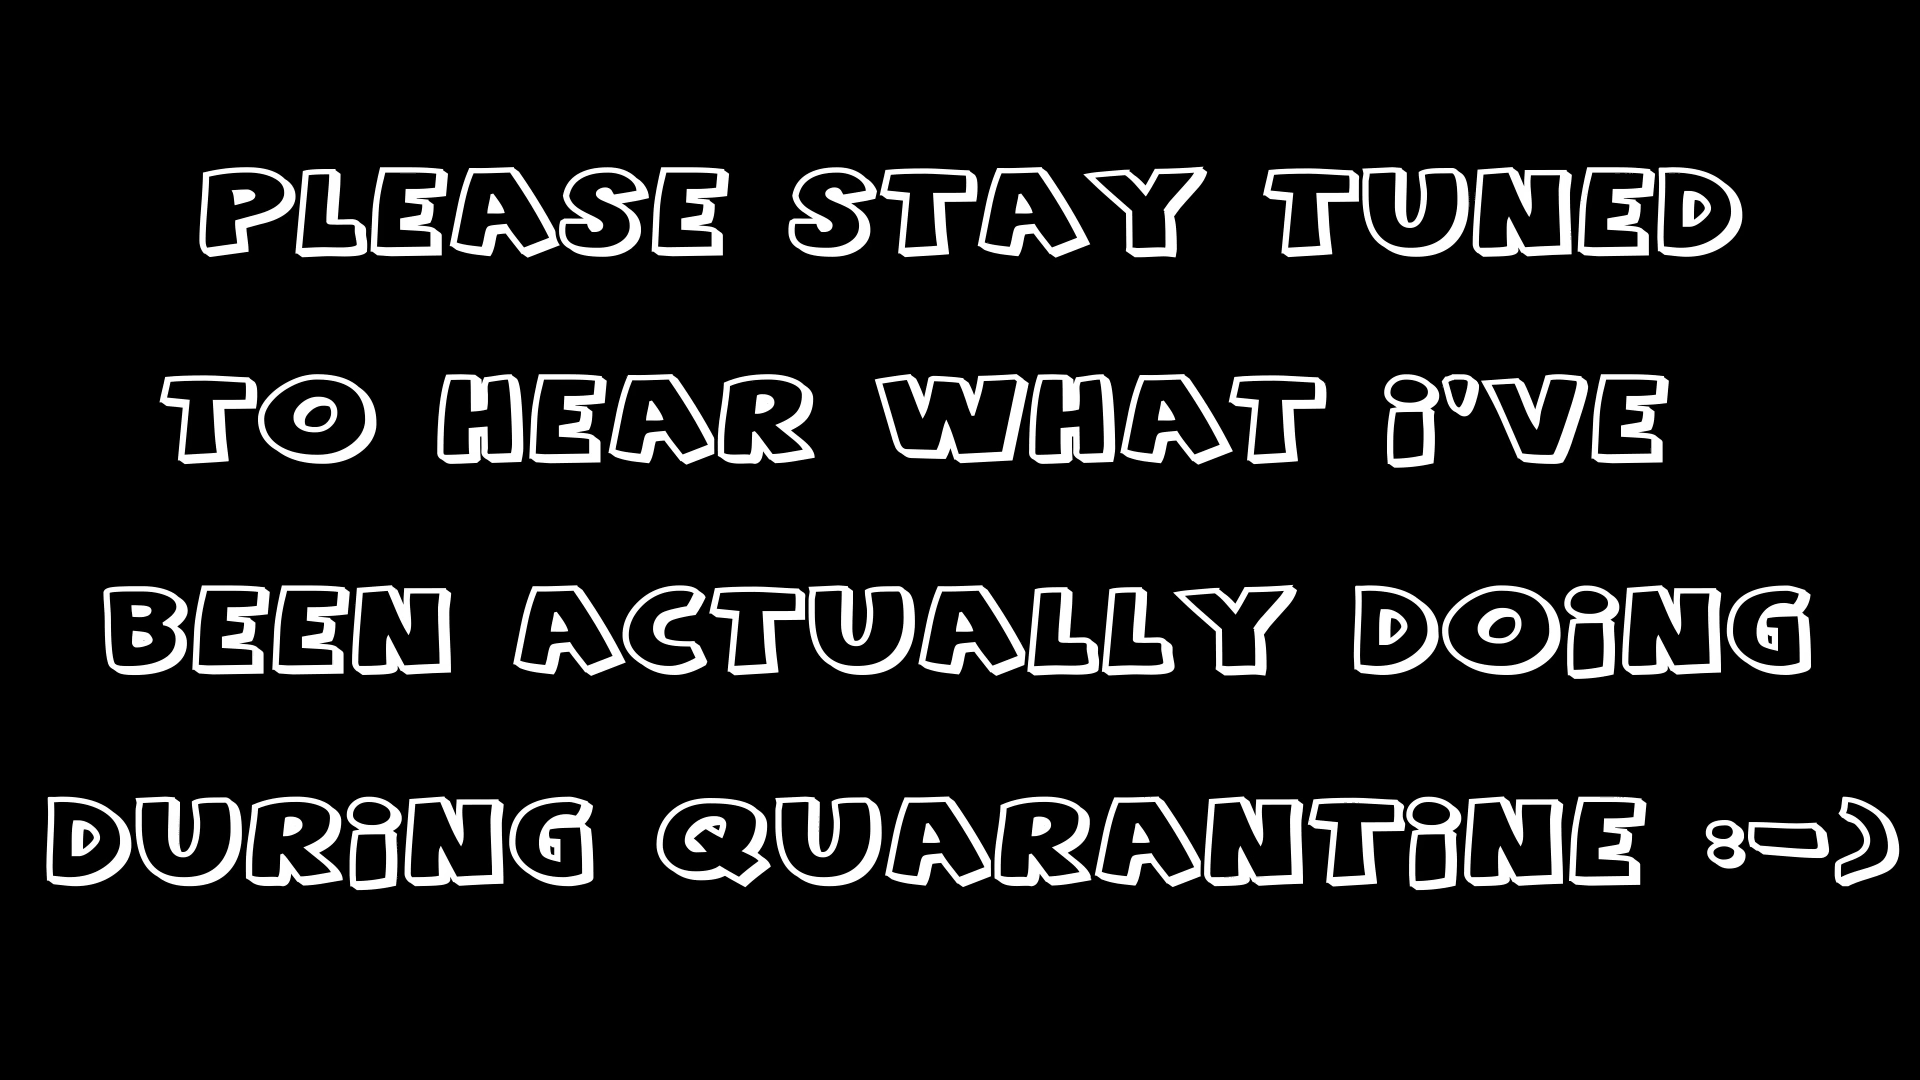 PLEASE STAY TUNED
TO HEAR WHAT i'VE
BEEN ACTUALLY DOiNG
DURiNG QUARANTiNE :-)